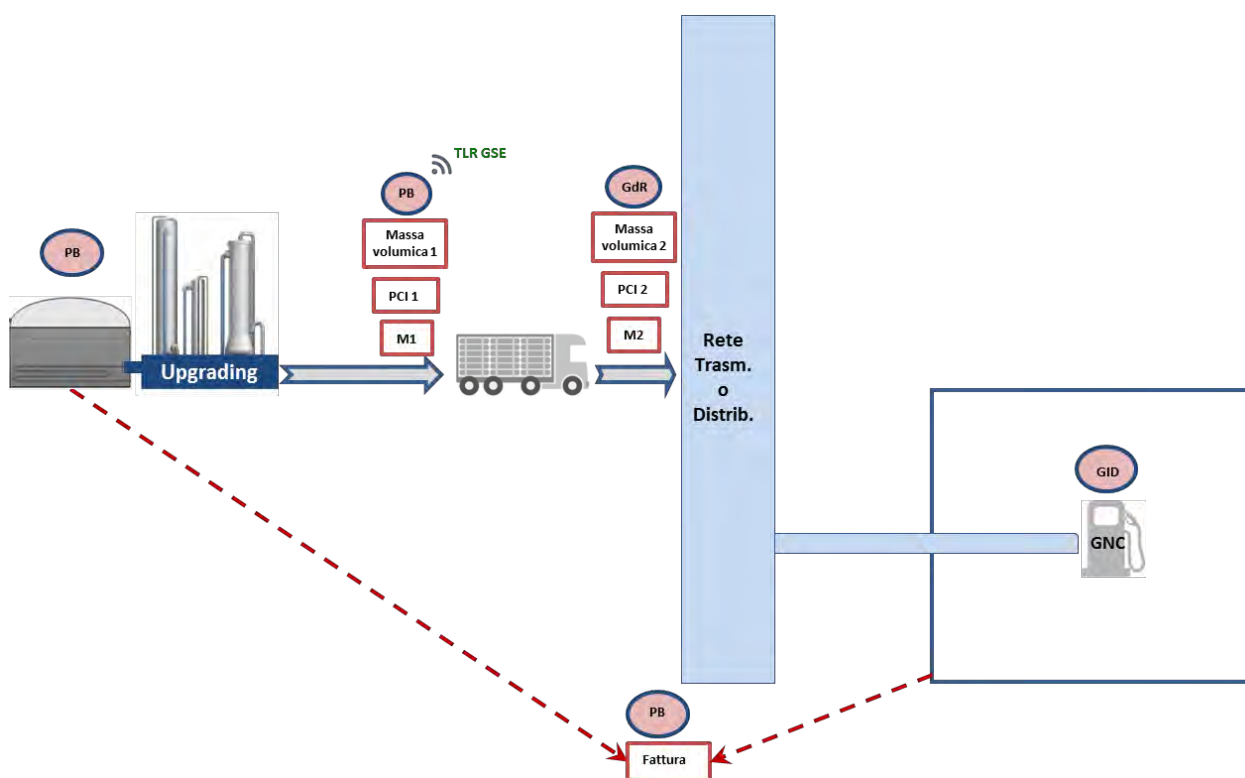 TLR GSE
PB
GdR
Massa
volumica 1
Massa
volumica 2
PB
PCI 1
PCI 2
M1
M2
Upgrading
Rete
Trasm.
o
Distrib.
GID
GNC
PB
Fattura